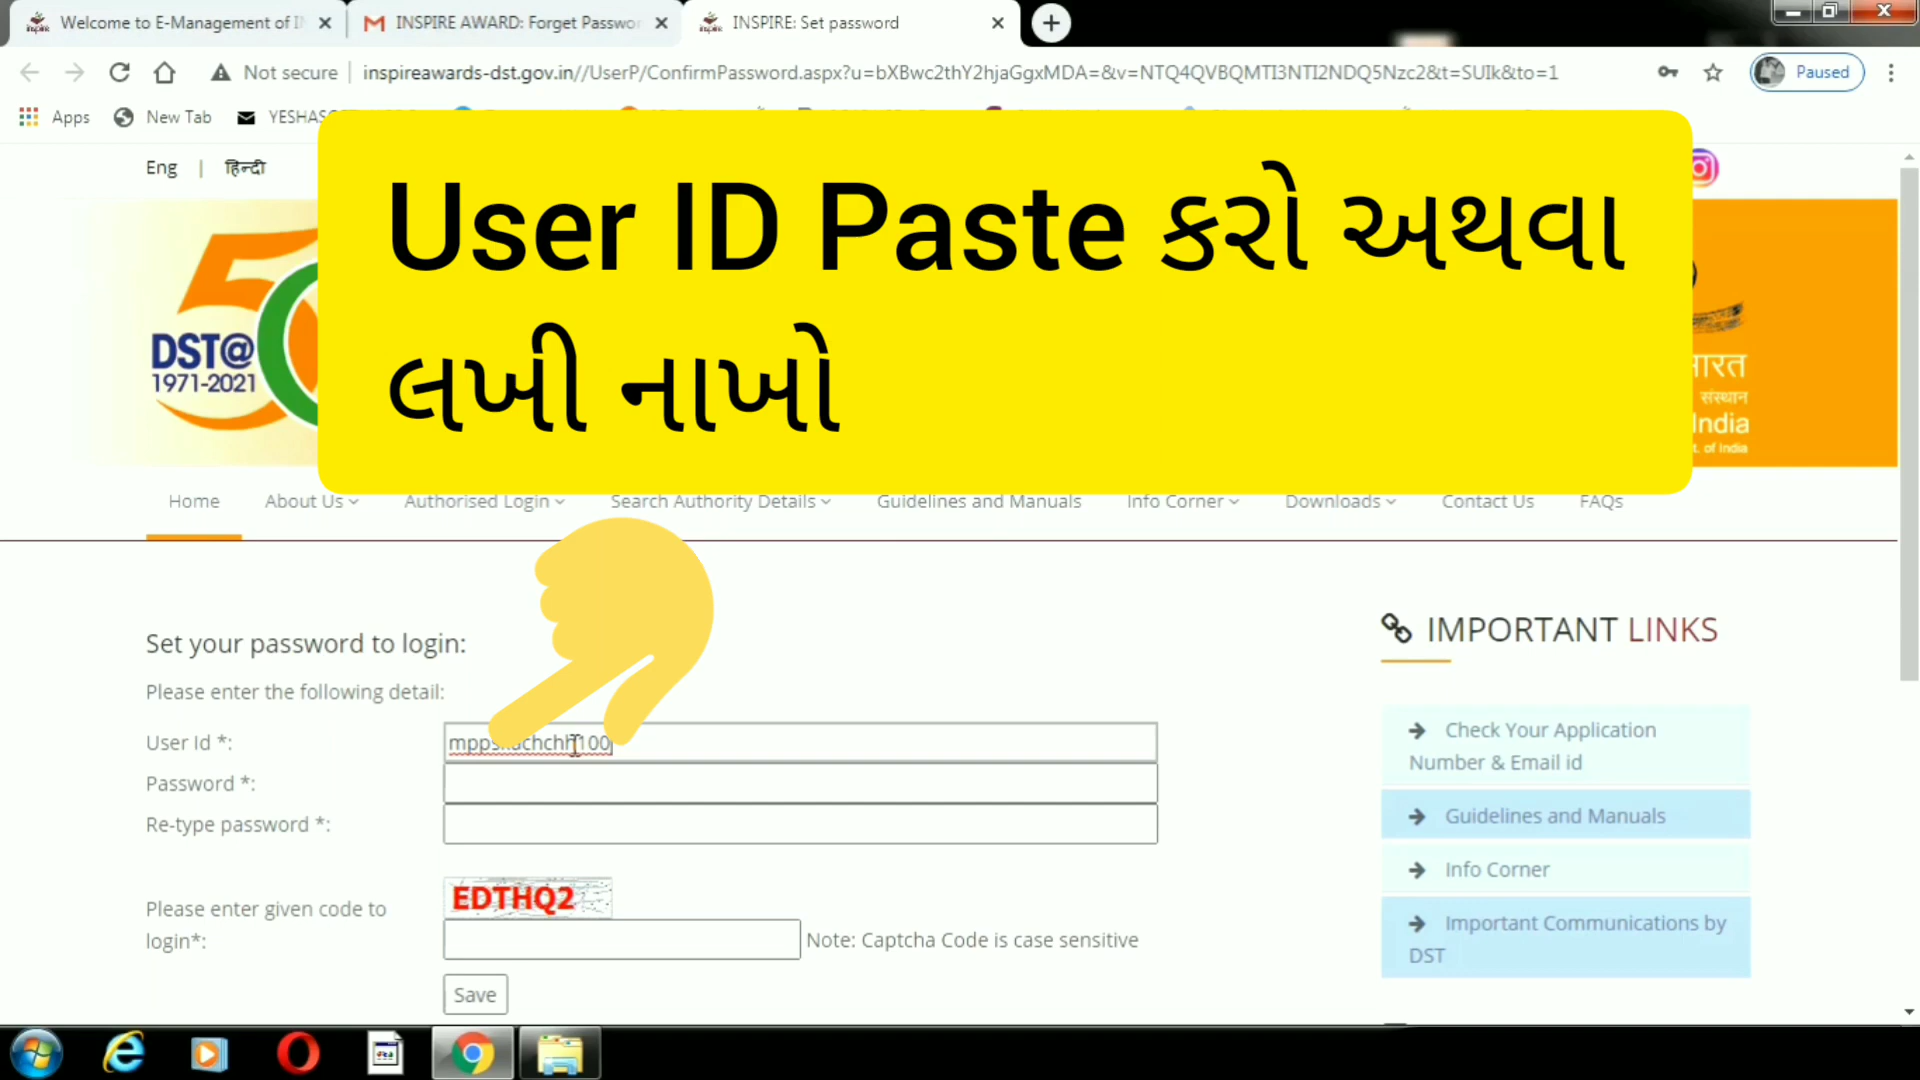 Welcome to E-Management of I
INSPIRE AWARD: Forget Passwo
INSPIRE: Set password
Not secure
inspireawards-dst.gov.in//UserP/ConfirmPassword.aspx?u=bXBwc2thY2hjaGgxMDA=&v=NTQ4QVBQMTI3NTI2NDQ5Nzc2&t=SUIk&to=1
Paused
Apps
New Tab
Eng | हिन्दी
User ID Paste કરો અથવા
લખી નાખો
DST@
1971-2021
संस्थान
India
t. of India
Home
About Us
Authorised Login
Search Authority Details
Guidelines and Manuals
Info Corner
Downloads
Contact Us
FAQs
Set your password to login:
Please enter the following detail:
User Id *:
Password *:
Re-type password *:
EDTHQ2
Please enter given code to
login*:
Note: Captcha Code is case sensitive
Save
IMPORTANT LINKS
Check Your Application
Number & Email id
Guidelines and Manuals
Info Corner
Important Communications by
DST